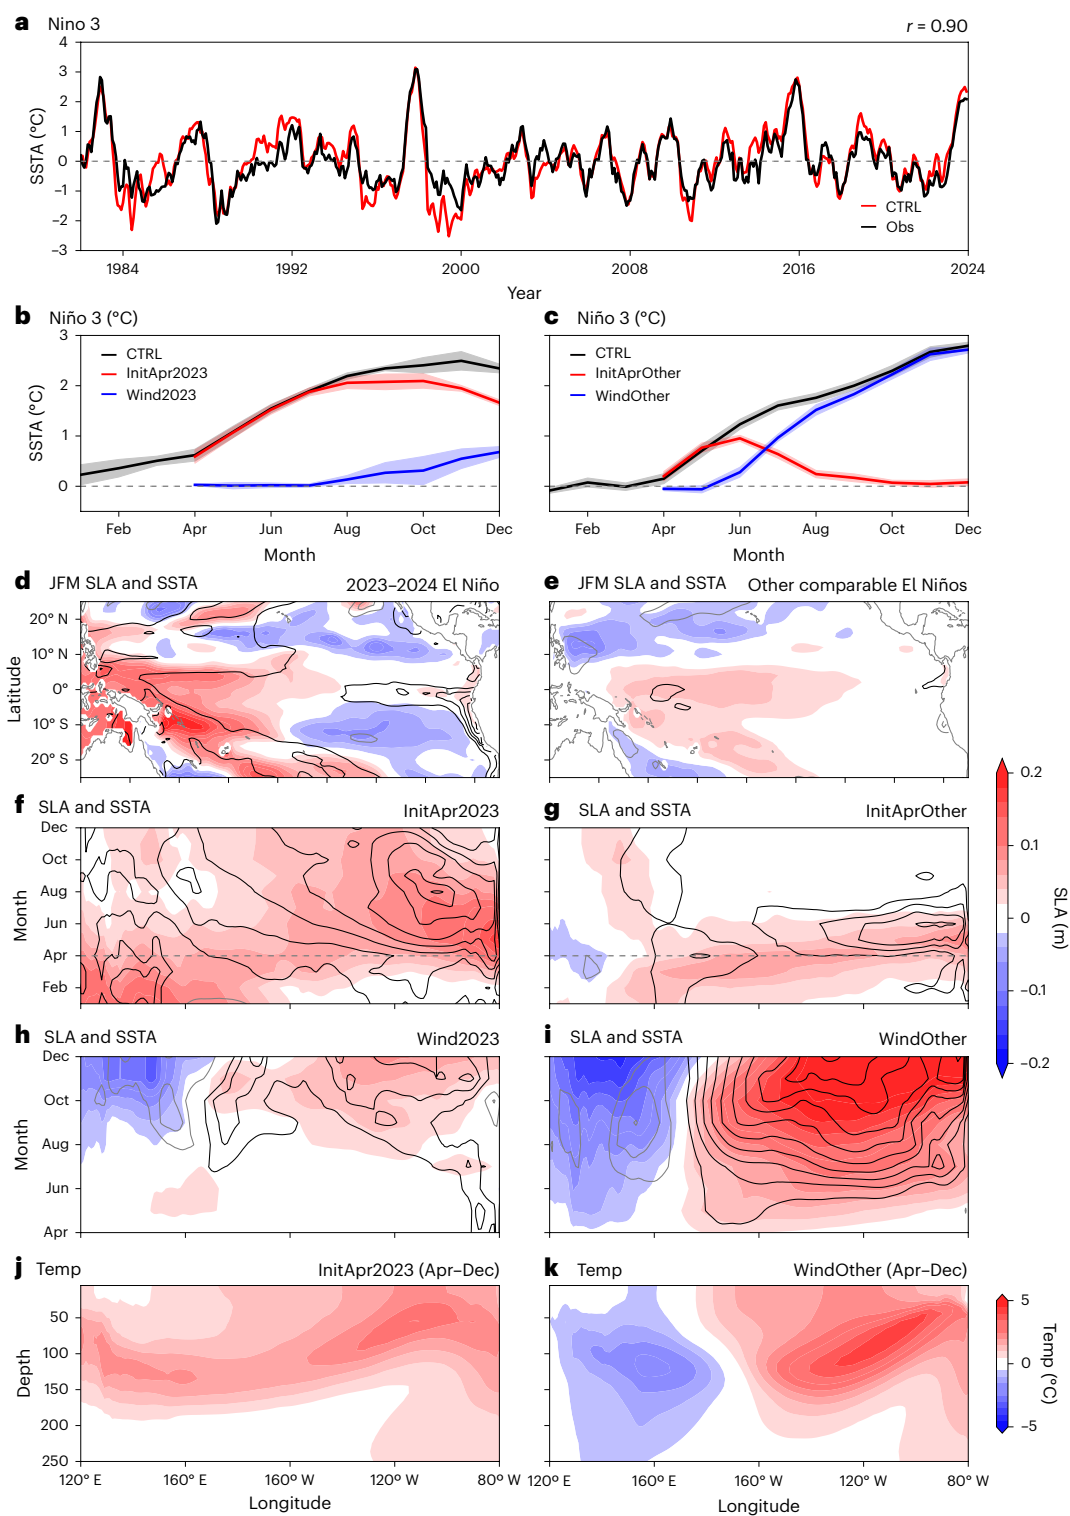 a Nino 3 r = 0.90
4
3
2
1
0
−1
−2
−3
SSTA (°C)
CTRL
Obs
1984 1992 2000 2008 2016 2024
Year
b Niño 3 (°C)
3
2
1
0
SSTA (°C)
CTRL
InitApr2023
Wind2023
Feb Apr Jun Aug Oct Dec
Month
c Niño 3 (°C)
CTRL
InitAprOther
WindOther
Feb Apr Jun Aug Oct Dec
Month
d JFM SLA and SSTA 2023–2024 El Niño
20° N
10° N
0°
10° S
20° S
Latitude
e JFM SLA and SSTA Other comparable El Niños
f SLA and SSTA InitApr2023
Dec
Oct
Aug
Jun
Apr
Feb
Month
g SLA and SSTA InitAprOther
0.2
0.1
0
−0.1
−0.2
SLA (m)
h SLA and SSTA Wind2023
Dec
Oct
Aug
Jun
Apr
Month
i SLA and SSTA WindOther
j Temp InitApr2023 (Apr–Dec)
50
100
150
200
250
Depth
120° E 160° E 160° W 120° W 80° W
Longitude
k Temp WindOther (Apr–Dec)
120° E 160° E 160° W 120° W 80° W
Longitude
5
0
−5
Temp (°C)